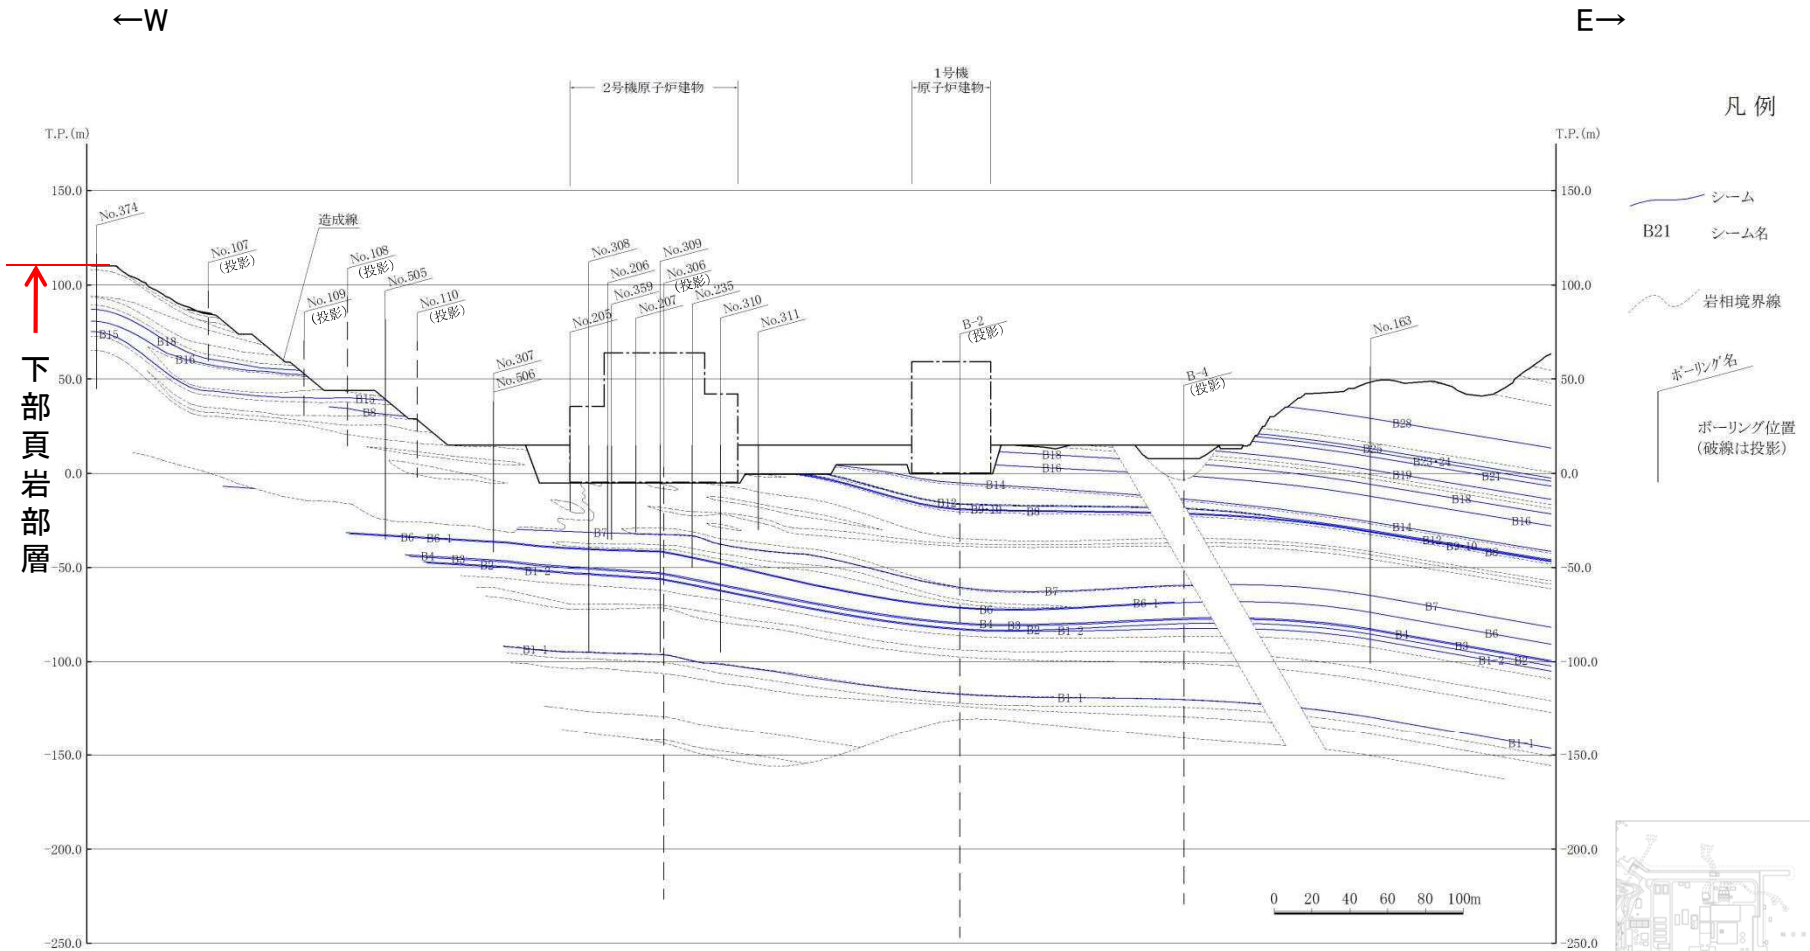 ←W
E→
1号機
2号機原子炉建物
原子炉建物
凡 例
T.P.(m)
T.P.(m)
150.0
150.0
100.0
100.0
50.0
50.0
0.0
0.0
-50.0
-50.0
-100.0
-100.0
-150.0
-150.0
-200.0
-200.0
-250.0
-250.0
下部頁岩部層
造成線
No.374
No.107
(投影)
No.108
(投影)
No.109
(投影)
No.505
No.110
(投影)
No.307
No.506
No.308
No.206
No.359
No.205
No.207
No.309
No.306
(投影)
No.235
No.310
No.311
B-2
(投影)
B-4
(投影)
No.163
B15
B18
B16
B15
B8
B18
B16
B14
B12
B9・10
B8
B7
B6
B6-1
B4
B3
B2
B1-2
B1-1
B7
B6
B6-1
B4
B3
B2
B1-2
B1-1
B28
B25
B23・24
B21
B19
B18
B16
B14
B12
B9・10
B8
B7
B6
B4
B3
B1-2
B2
B1-1
シーム
B21
シーム名
岩相境界線
ボーリング名
ボーリング位置
(破線は投影)
0 20 40 60 80 100m